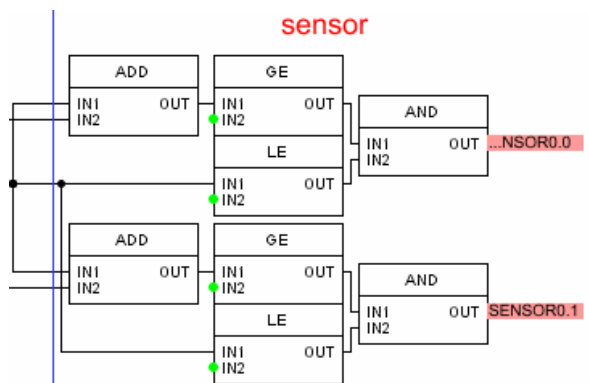 sensor
ADD
IN1 OUT
IN2
GE
IN1 OUT
IN2
LE
IN1 OUT
IN2
AND
IN1 OUT
IN2
...NSOR0.0
ADD
IN1 OUT
IN2
GE
IN1 OUT
IN2
LE
IN1 OUT
IN2
AND
IN1 OUT
IN2
SENSOR0.1